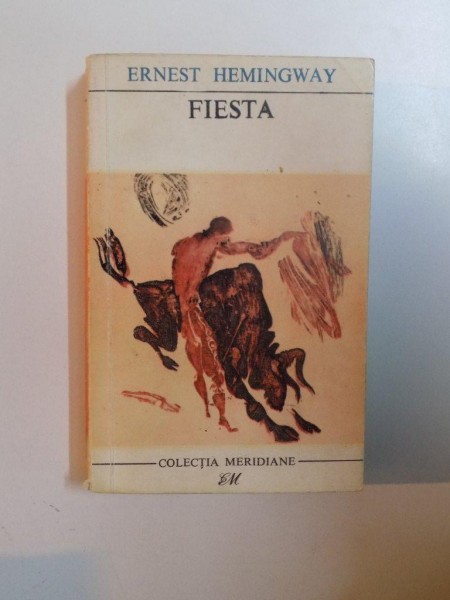 ERNEST HEMINGWAY
FIESTA
COLECȚIA MERIDIANE
EM